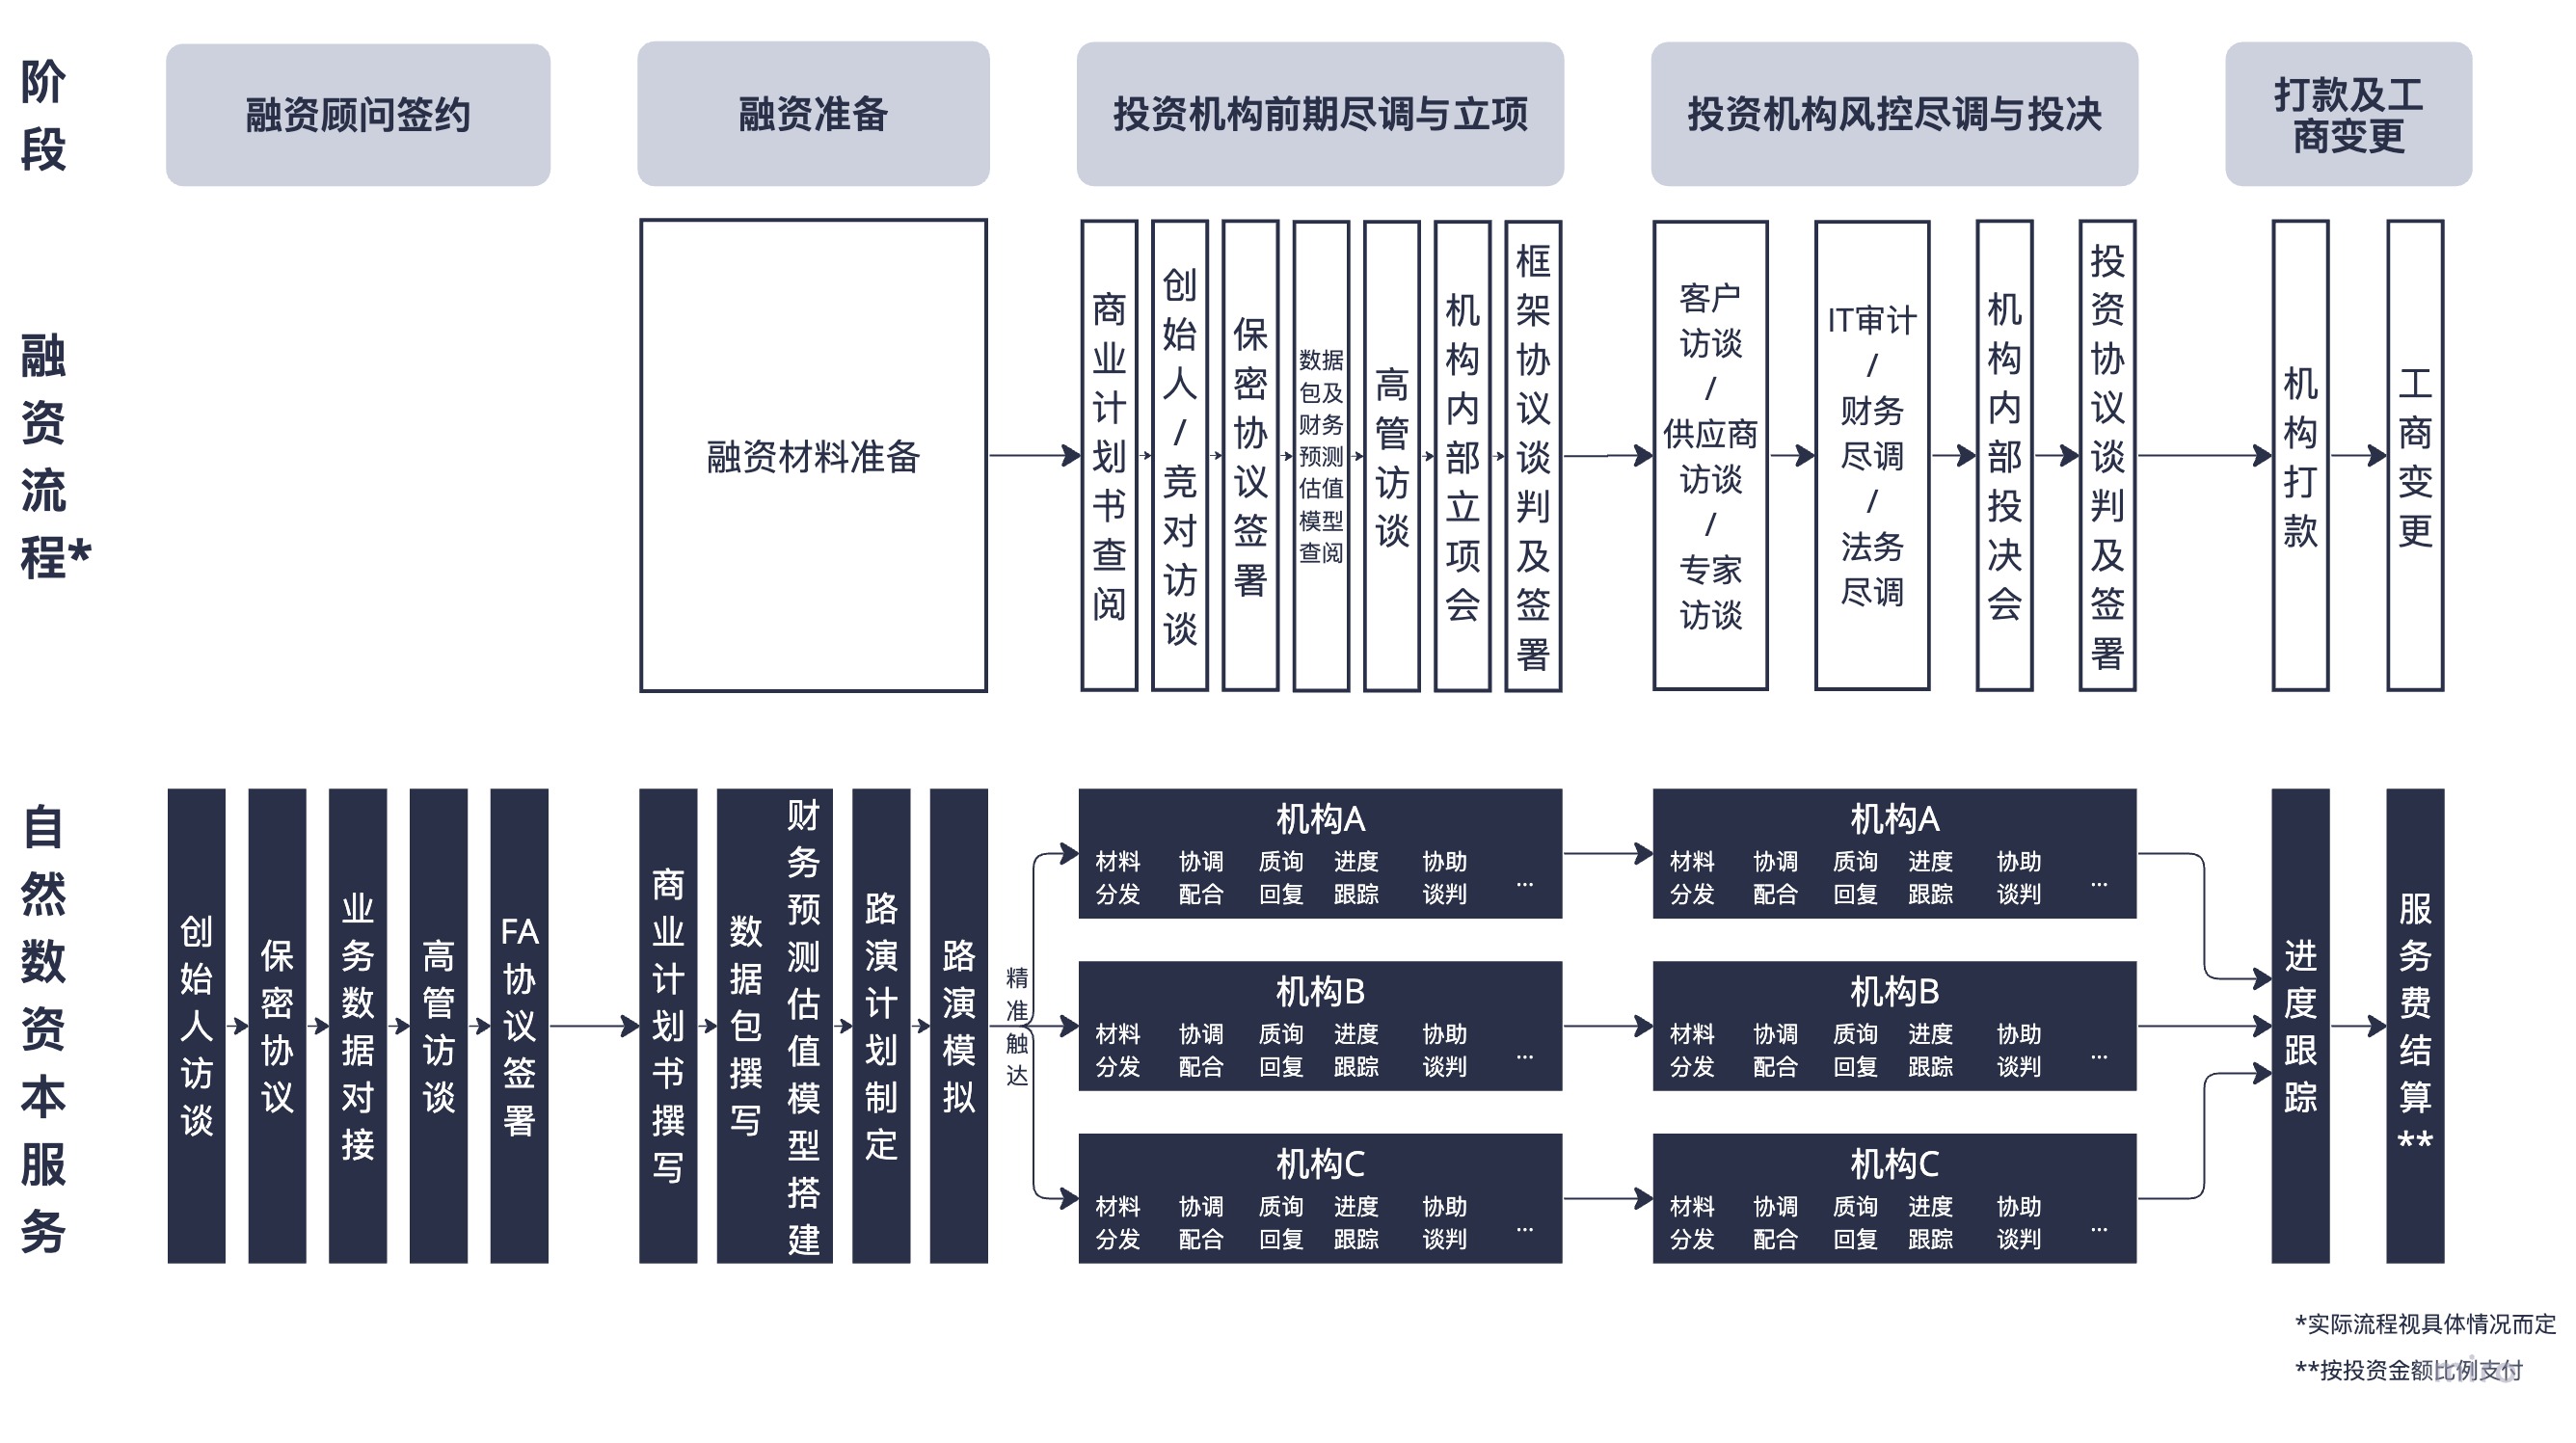 阶段
融资顾问签约
融资准备
投资机构前期尽调与立项
投资机构风控尽调与投决
打款及工
商变更
融资流程*
融资材料准备
商业计划书查阅
创始人/竞对访谈
保密协议签署
数据
包及
财务
预测
估值
模型
查阅
高管访谈
机构内部立项会
框架协议谈判及签署
客户
访谈
/
供应商
访谈
/
专家
访谈
IT审计
/
财务
尽调
/
法务
尽调
机构内部投决会
投资协议谈判及签署
机构打款
工商变更
自然数资本服务
创始人访谈
保密协议
业务数据对接
高管访谈
FA协议签署
商业计划书撰写
数据包撰写
财务预测估值模型搭建
路演计划制定
路演模拟
精准触达
机构A
材料 协调 质询 进度 协助
分发 配合 回复 跟踪 谈判 ...
机构B
材料 协调 质询 进度 协助
分发 配合 回复 跟踪 谈判 ...
机构C
材料 协调 质询 进度 协助
分发 配合 回复 跟踪 谈判 ...
机构A
材料 协调 质询 进度 协助
分发 配合 回复 跟踪 谈判 ...
机构B
材料 协调 质询 进度 协助
分发 配合 回复 跟踪 谈判 ...
机构C
材料 协调 质询 进度 协助
分发 配合 回复 跟踪 谈判 ...
进度跟踪
服务费结算**
*实际流程视具体情况而定
**按投资金额比例支付
miro